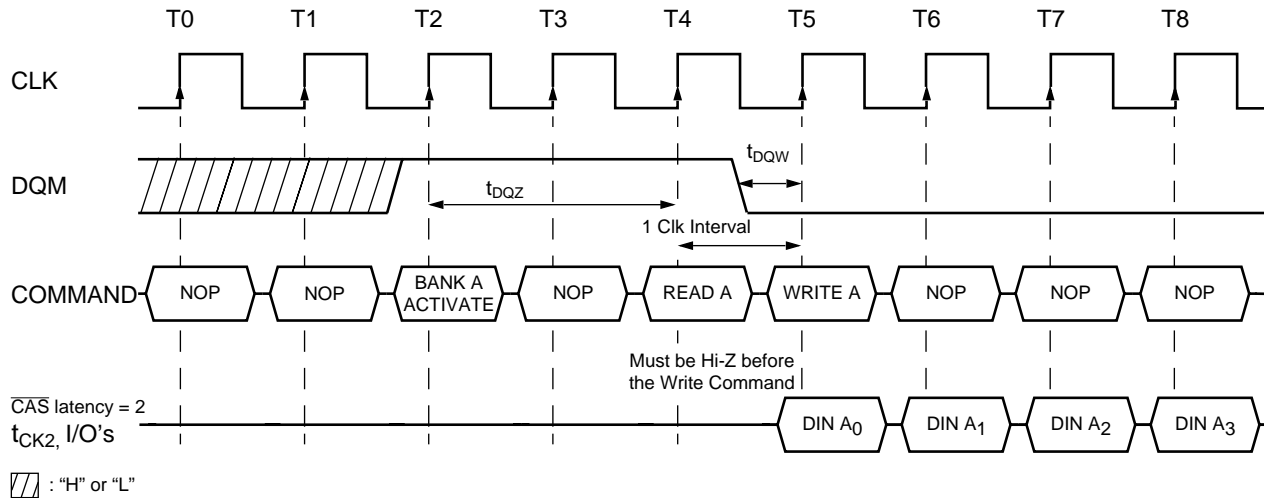 T0 T1 T2 T3 T4 T5 T6 T7 T8
CLK
DQM
tDQZ
tDQW
1 Clk Interval
COMMAND NOP NOP BANK A ACTIVATE NOP READ A WRITE A NOP NOP NOP
Must be Hi-Z before
the Write Command
CAS latency = 2
tCK2, I/O's
DIN A0 DIN A1 DIN A2 DIN A3
: “H” or “L”